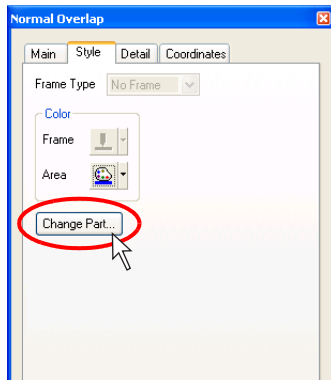 Normal Overlap
Main Style Detail Coordinates
Frame Type No Frame
Color
Frame
Area
Change Part...